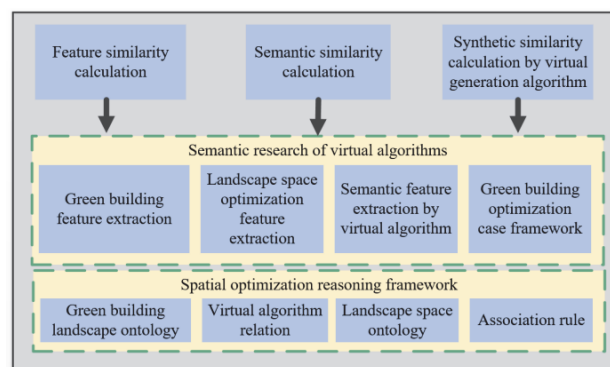 Feature similarity
calculation
Semantic similarity
calculation
Synthetic similarity
calculation by virtual
generation algorithm
Semantic research of virtual algorithms
Green building
feature extraction
Landscape space
optimization
feature
extraction
Semantic feature
extraction by
virtual algorithm
Green building
optimization
case framework
Spatial optimization reasoning framework
Green building
landscape ontology
Virtual algorithm
relation
Landscape space
ontology
Association rule